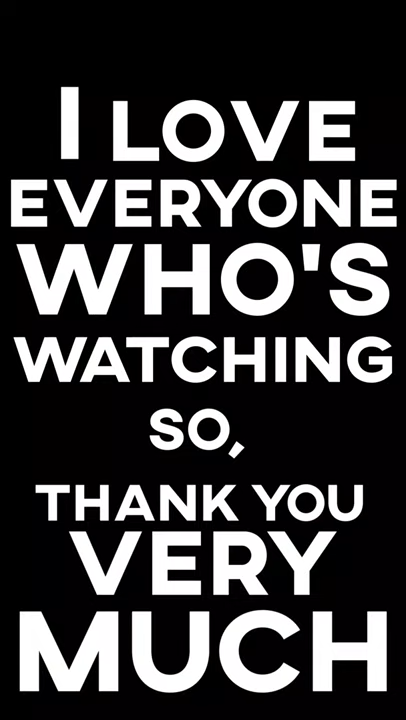 I LOVE
EVERYONE
WHO'S
WATCHING
SO,
THANK YOU
VERY
MUCH